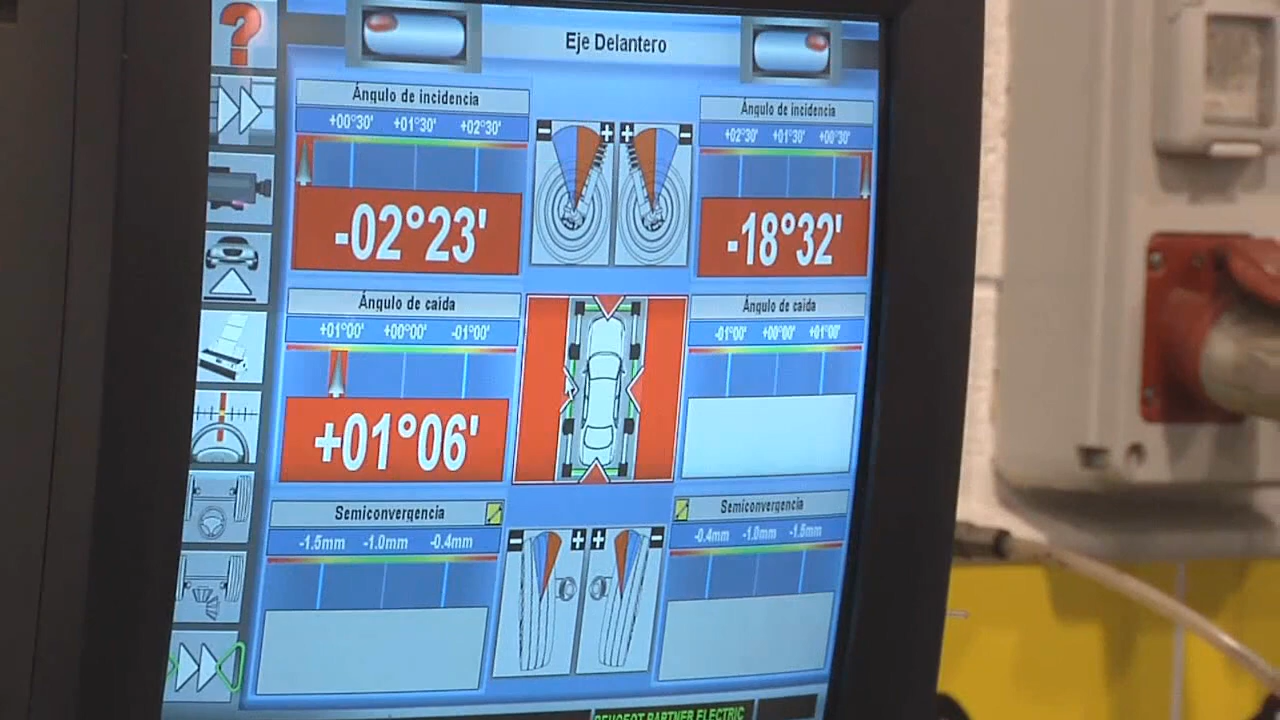 Eje Delantero
Ángulo de incidencia
+00°30' +01°30' +02°30'
-02°23'
Ángulo de incidencia
+02°30' +01°30' +00°30'
-18°32'
Ángulo de caida
+01°00' +00°00' -01°00'
+01°06'
Ángulo de caida
-01°00' +00°00' +01°00'
Semiconvergencia
-1.5mm -1.0mm -0.4mm
Semiconvergencia
-0.4mm -1.0mm -1.5mm
PEUGEOT PARTNER ELECTRIC